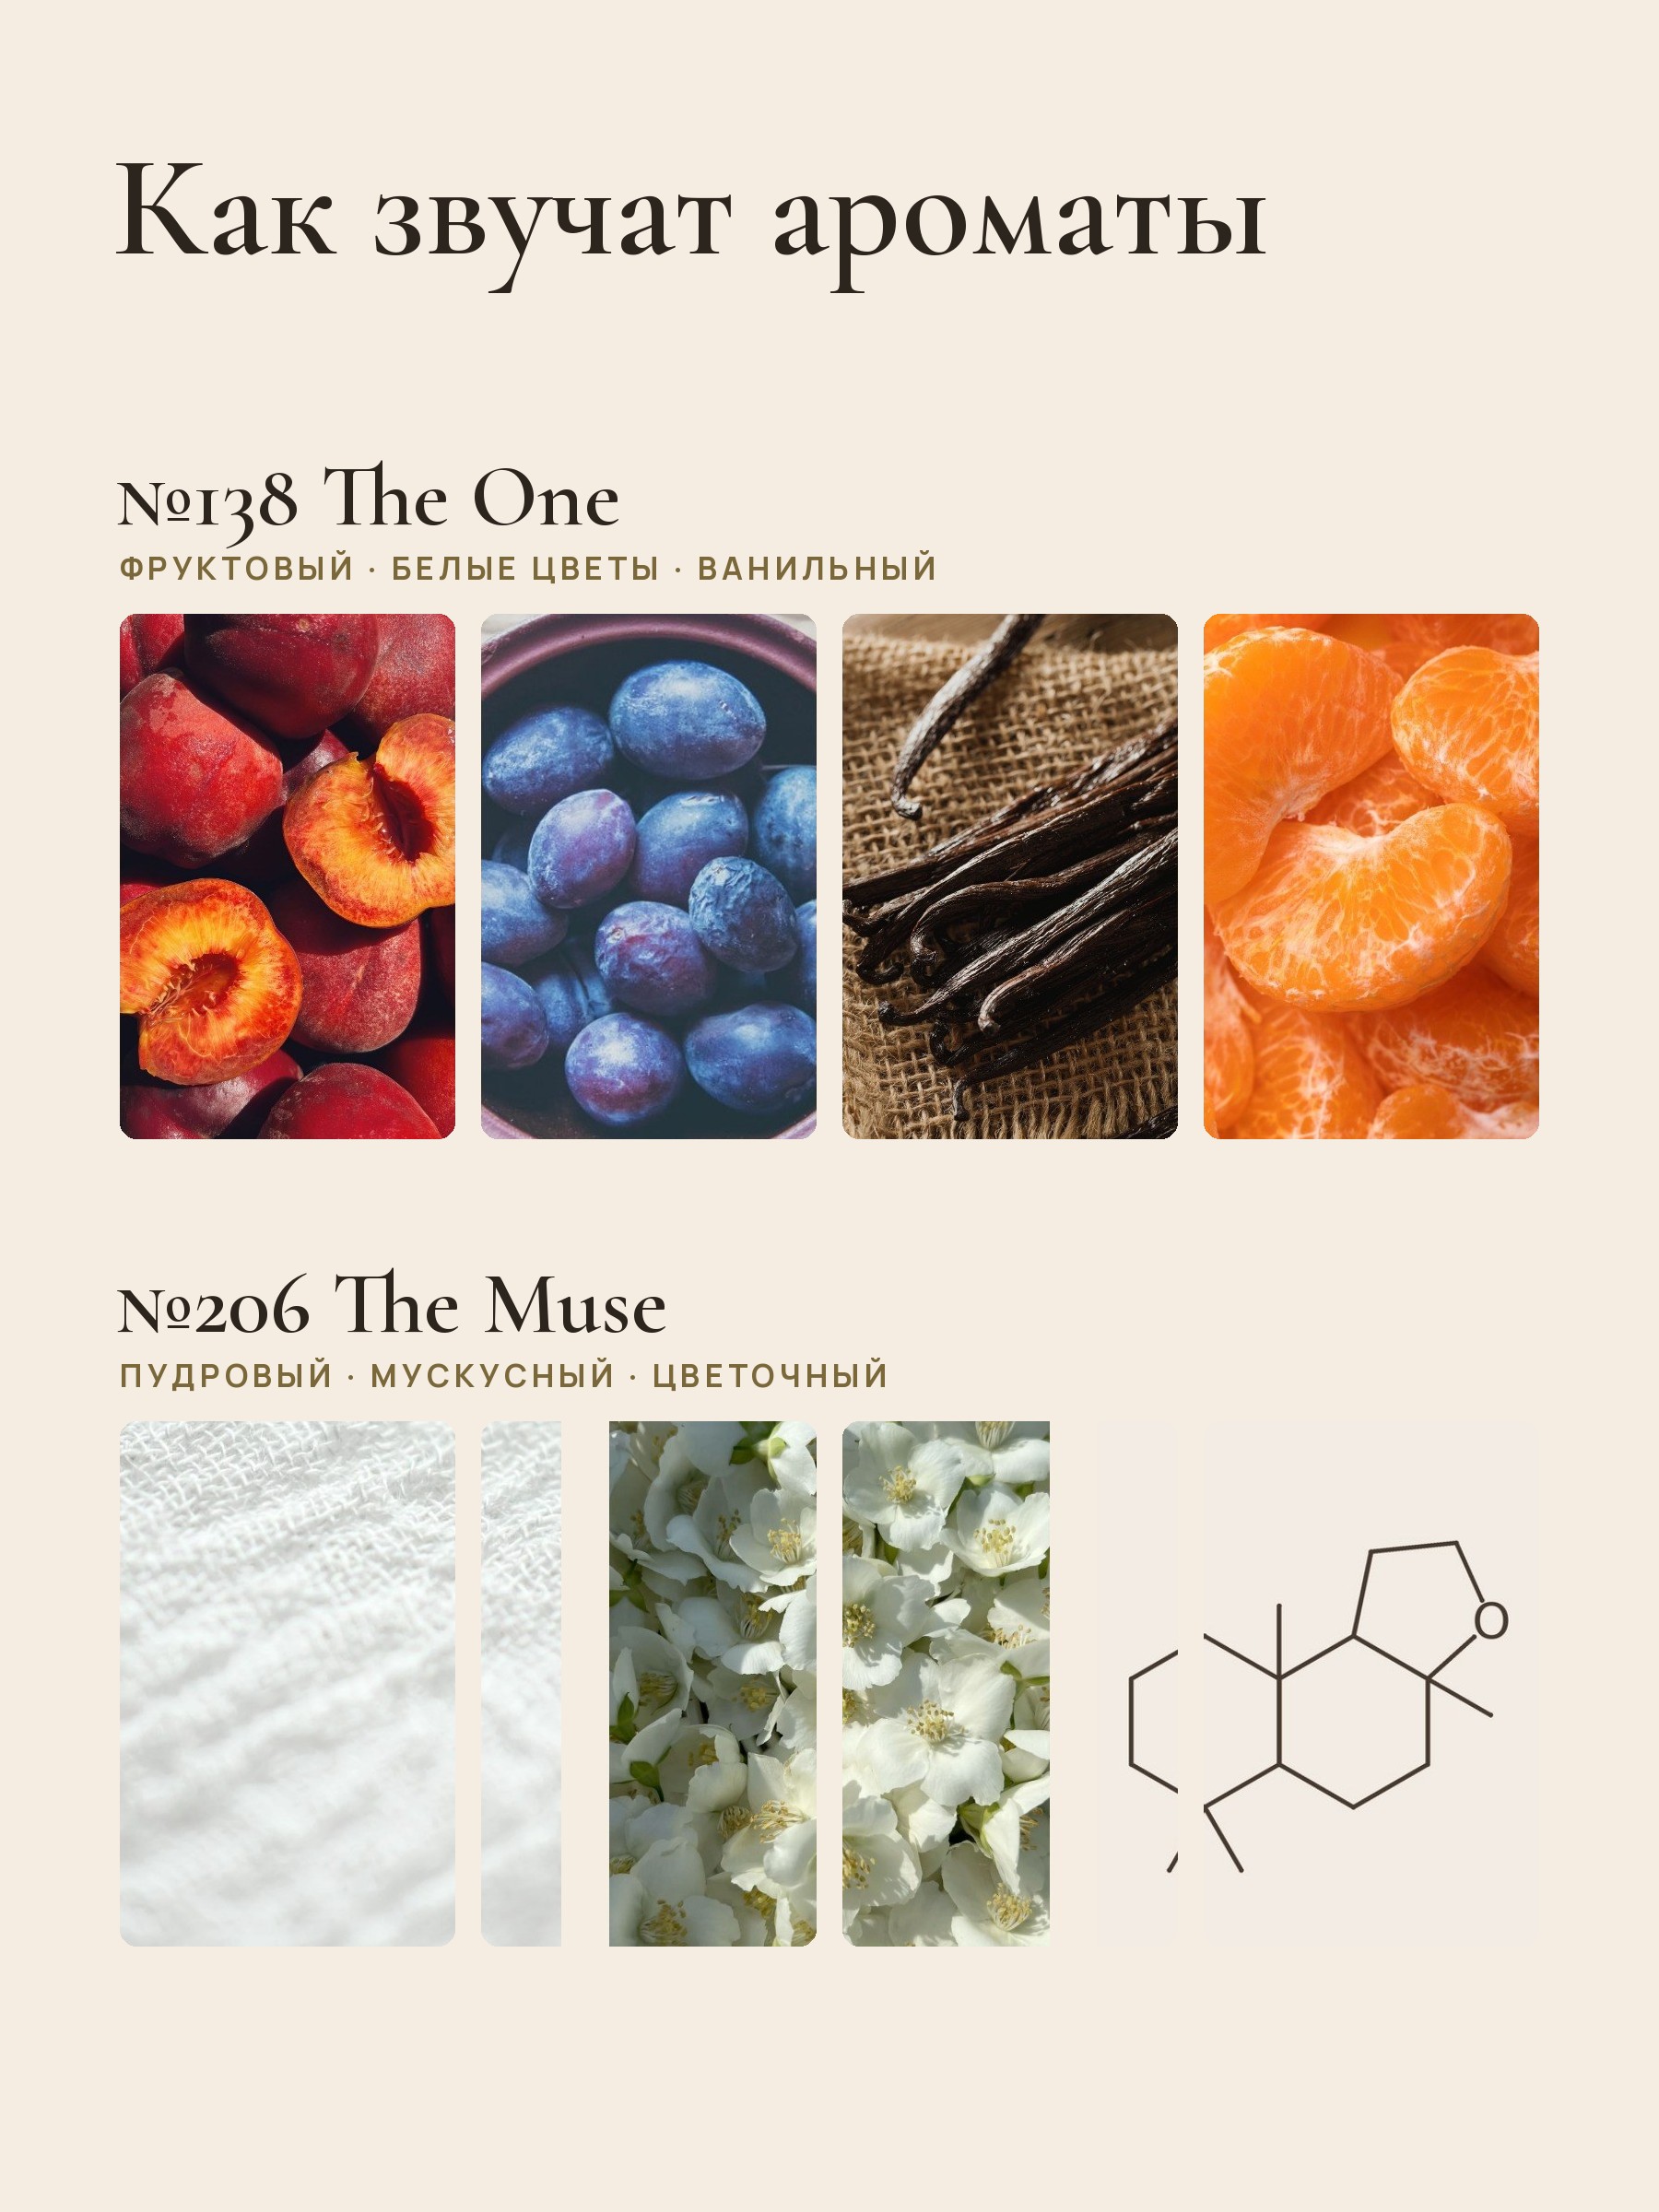 Как звучат ароматы
№138 The One
ФРУКТОВЫЙ · БЕЛЫЕ ЦВЕТЫ · ВАНИЛЬНЫЙ
№206 The Muse
ПУДРОВЫЙ · МУСКУСНЫЙ · ЦВЕТОЧНЫЙ
O